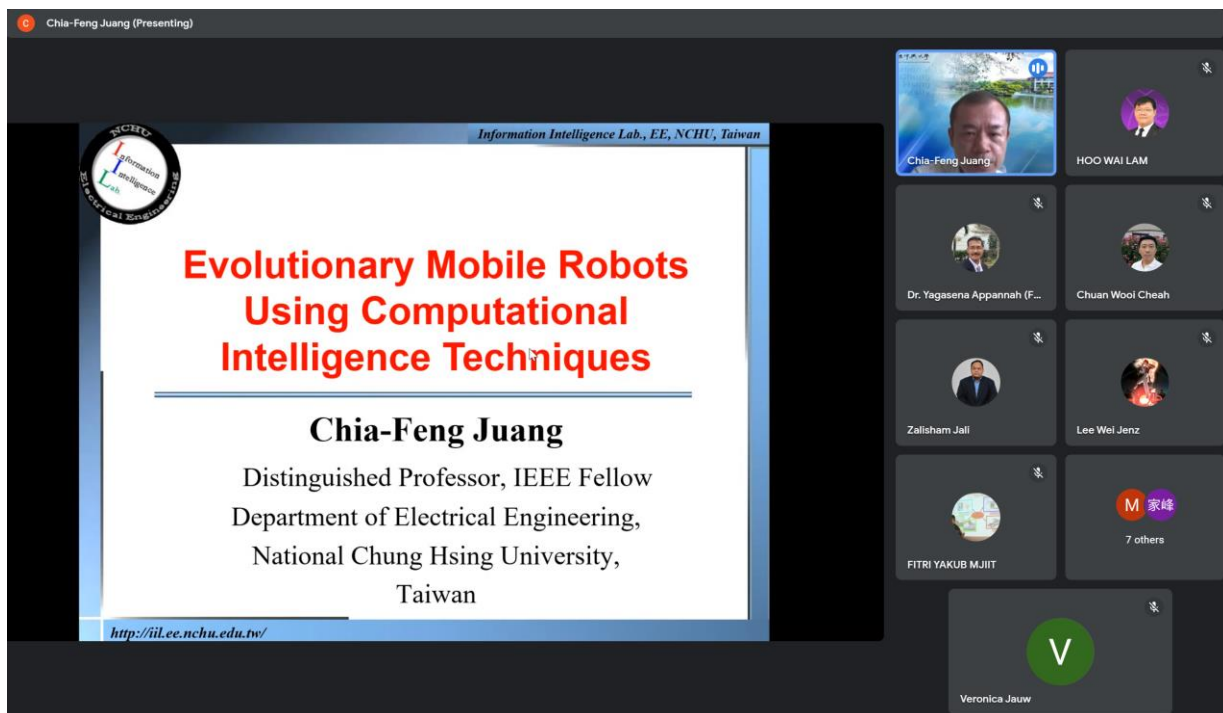 C
Chia-Feng Juang (Presenting)
NCHU
Information
Intelligence
Lab
Electrical Engineering
Information Intelligence Lab., EE, NCHU, Taiwan
Evolutionary Mobile Robots
Using Computational
Intelligence Techniques
Chia-Feng Juang
Distinguished Professor, IEEE Fellow
Department of Electrical Engineering,
National Chung Hsing University,
Taiwan
http://iil.ee.nchu.edu.tw/
Chia-Feng Juang
HOO WAI LAM
Dr. Yagasena Appannah (F...
Chuan Wooi Cheah
Zalisham Jali
Lee Wei Jenz
FITRI YAKUB MJIIT
M 家峰
7 others
V
Veronica Jauw